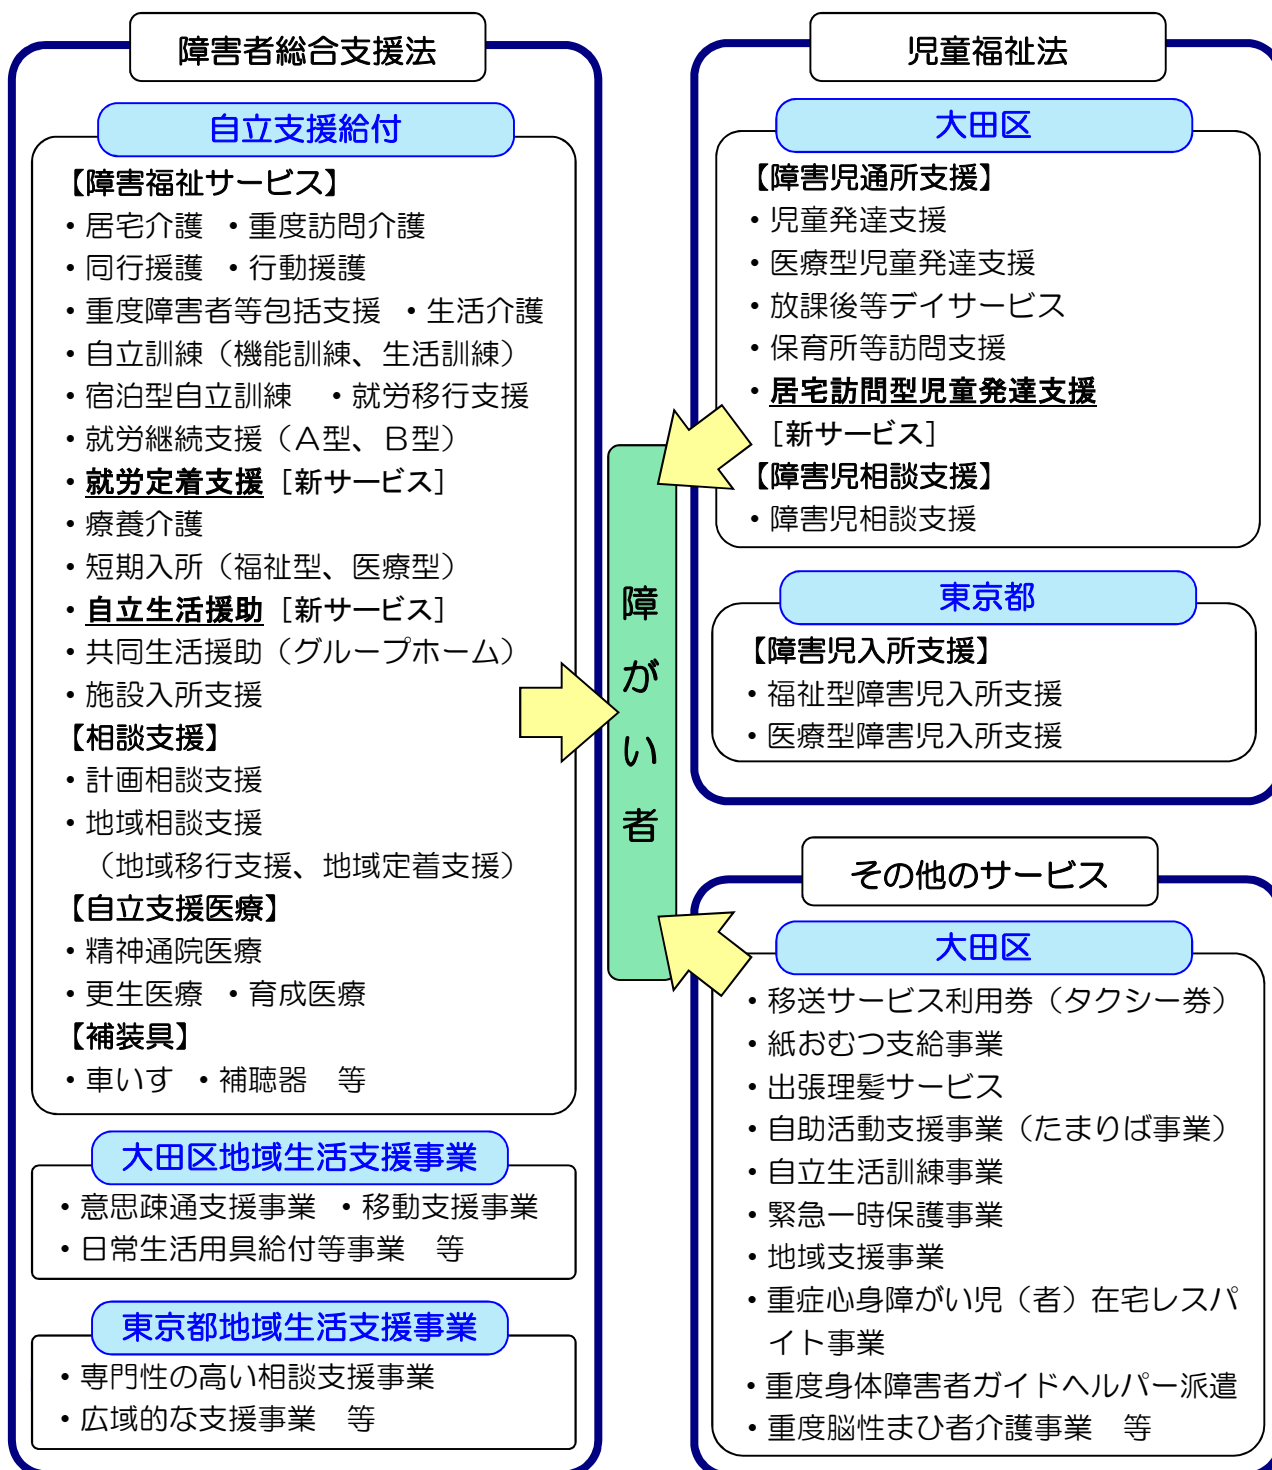 障害者総合支援法
自立支援給付
【障害福祉サービス】
・居宅介護 ・重度訪問介護
・同行援護 ・行動援護
・重度障害者等包括支援 ・生活介護
・自立訓練（機能訓練、生活訓練）
・宿泊型自立訓練 ・就労移行支援
・就労継続支援（Ａ型、Ｂ型）
・就労定着支援［新サービス］
・療養介護
・短期入所（福祉型、医療型）
・自立生活援助［新サービス］
・共同生活援助（グループホーム）
・施設入所支援
【相談支援】
・計画相談支援
・地域相談支援
（地域移行支援、地域定着支援）
【自立支援医療】
・精神通院医療
・更生医療 ・育成医療
【補装具】
・車いす ・補聴器　等
大田区地域生活支援事業
・意思疎通支援事業 ・移動支援事業
・日常生活用具給付等事業　等
東京都地域生活支援事業
・専門性の高い相談支援事業
・広域的な支援事業　等
障がい者
児童福祉法
大田区
【障害児通所支援】
・児童発達支援
・医療型児童発達支援
・放課後等デイサービス
・保育所等訪問支援
・居宅訪問型児童発達支援
［新サービス］
【障害児相談支援】
・障害児相談支援
東京都
【障害児入所支援】
・福祉型障害児入所支援
・医療型障害児入所支援
その他のサービス
大田区
・移送サービス利用券（タクシー券）
・紙おむつ支給事業
・出張理髪サービス
・自助活動支援事業（たまりば事業）
・自立生活訓練事業
・緊急一時保護事業
・地域支援事業
・重症心身障がい児（者）在宅レスパ
イト事業
・重度身体障害者ガイドヘルパー派遣
・重度脳性まひ者介護事業　等